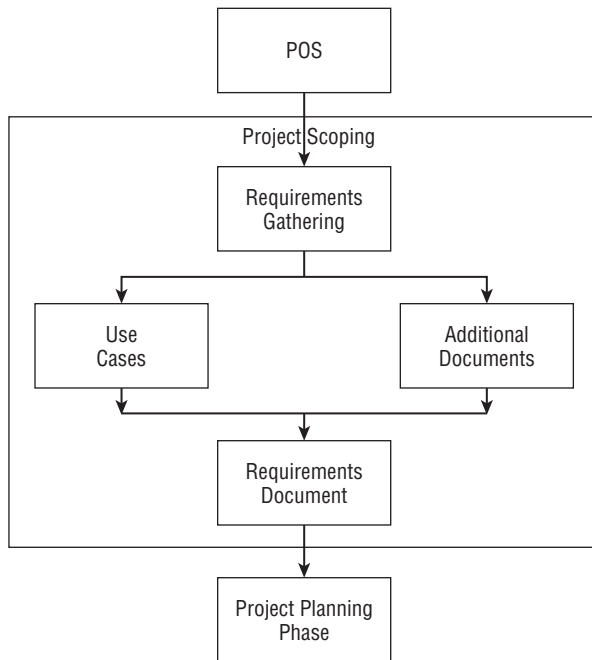 POS
Project Scoping
Requirements
Gathering
Use
Cases
Additional
Documents
Requirements
Document
Project Planning
Phase